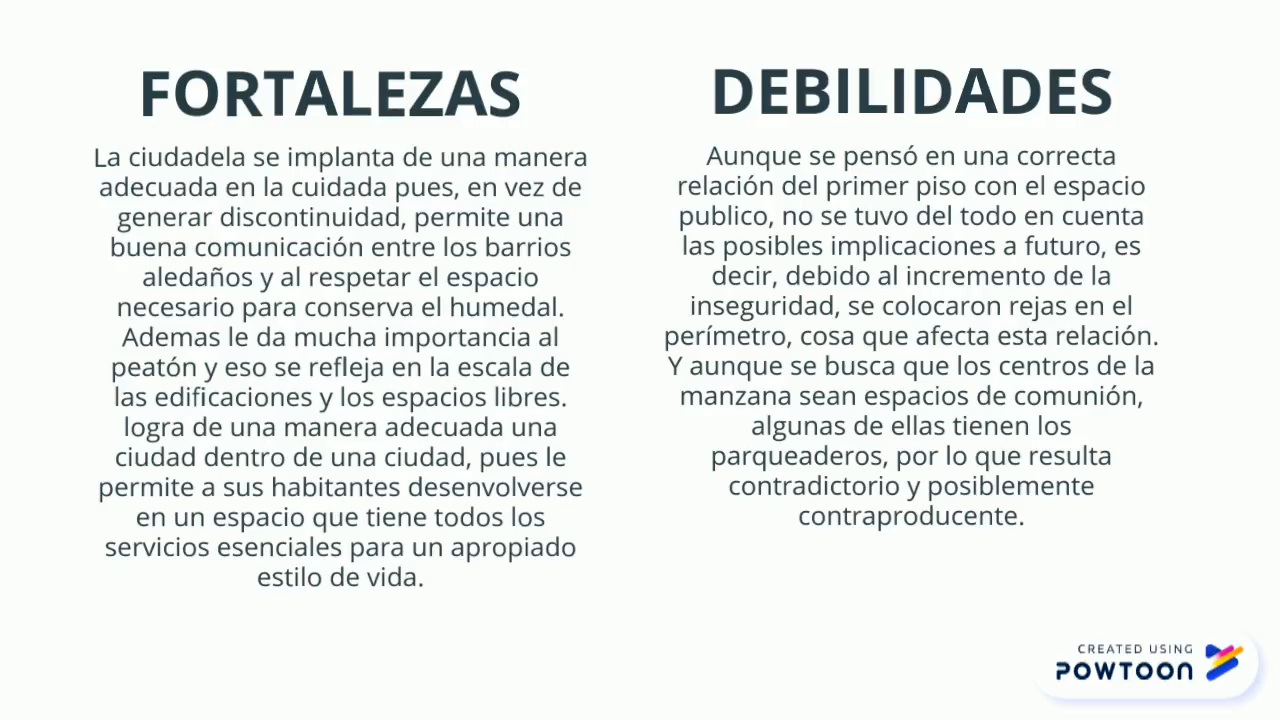 FORTALEZAS
La ciudadela se implanta de una manera
adecuada en la cuidada pues, en vez de
generar discontinuidad, permite una
buena comunicación entre los barrios
aledaños y al respetar el espacio
necesario para conserva el humedal.
Ademas le da mucha importancia al
peatón y eso se refleja en la escala de
las edificaciones y los espacios libres.
logra de una manera adecuada una
ciudad dentro de una ciudad, pues le
permite a sus habitantes desenvolverse
en un espacio que tiene todos los
servicios esenciales para un apropiado
estilo de vida.
DEBILIDADES
Aunque se pensó en una correcta
relación del primer piso con el espacio
publico, no se tuvo del todo en cuenta
las posibles implicaciones a futuro, es
decir, debido al incremento de la
inseguridad, se colocaron rejas en el
perímetro, cosa que afecta esta relación.
Y aunque se busca que los centros de la
manzana sean espacios de comunión,
algunas de ellas tienen los
parqueaderos, por lo que resulta
contradictorio y posiblemente
contraproducente.
CREATED USING
POWTOON